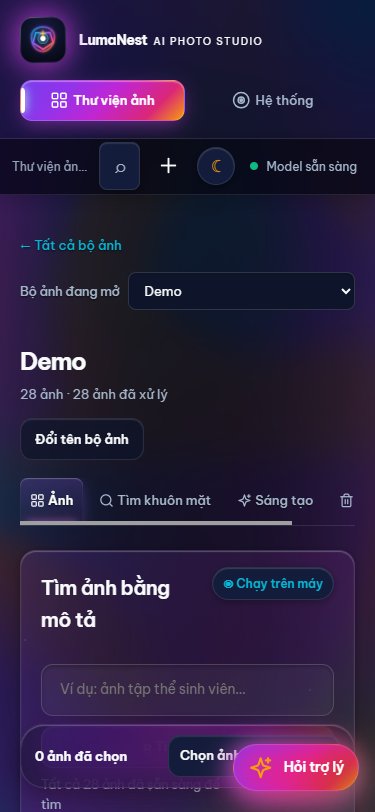 LumaNest AI PHOTO STUDIO
Thư viện ảnh
Hệ thống
Thư viện ản...
Model sẵn sàng
← Tất cả bộ ảnh
Bộ ảnh đang mở
Demo
Demo
28 ảnh · 28 ảnh đã xử lý
Đổi tên bộ ảnh
Ảnh
Tìm khuôn mặt
Sáng tạo
Tìm ảnh bằng
mô tả
Chạy trên máy
Ví dụ: ảnh tập thể sinh viên...
0 ảnh đã chọn
Chọn ảnh
Hỏi trợ lý
Tất cả 28 ảnh đã sẵn sàng để
tìm